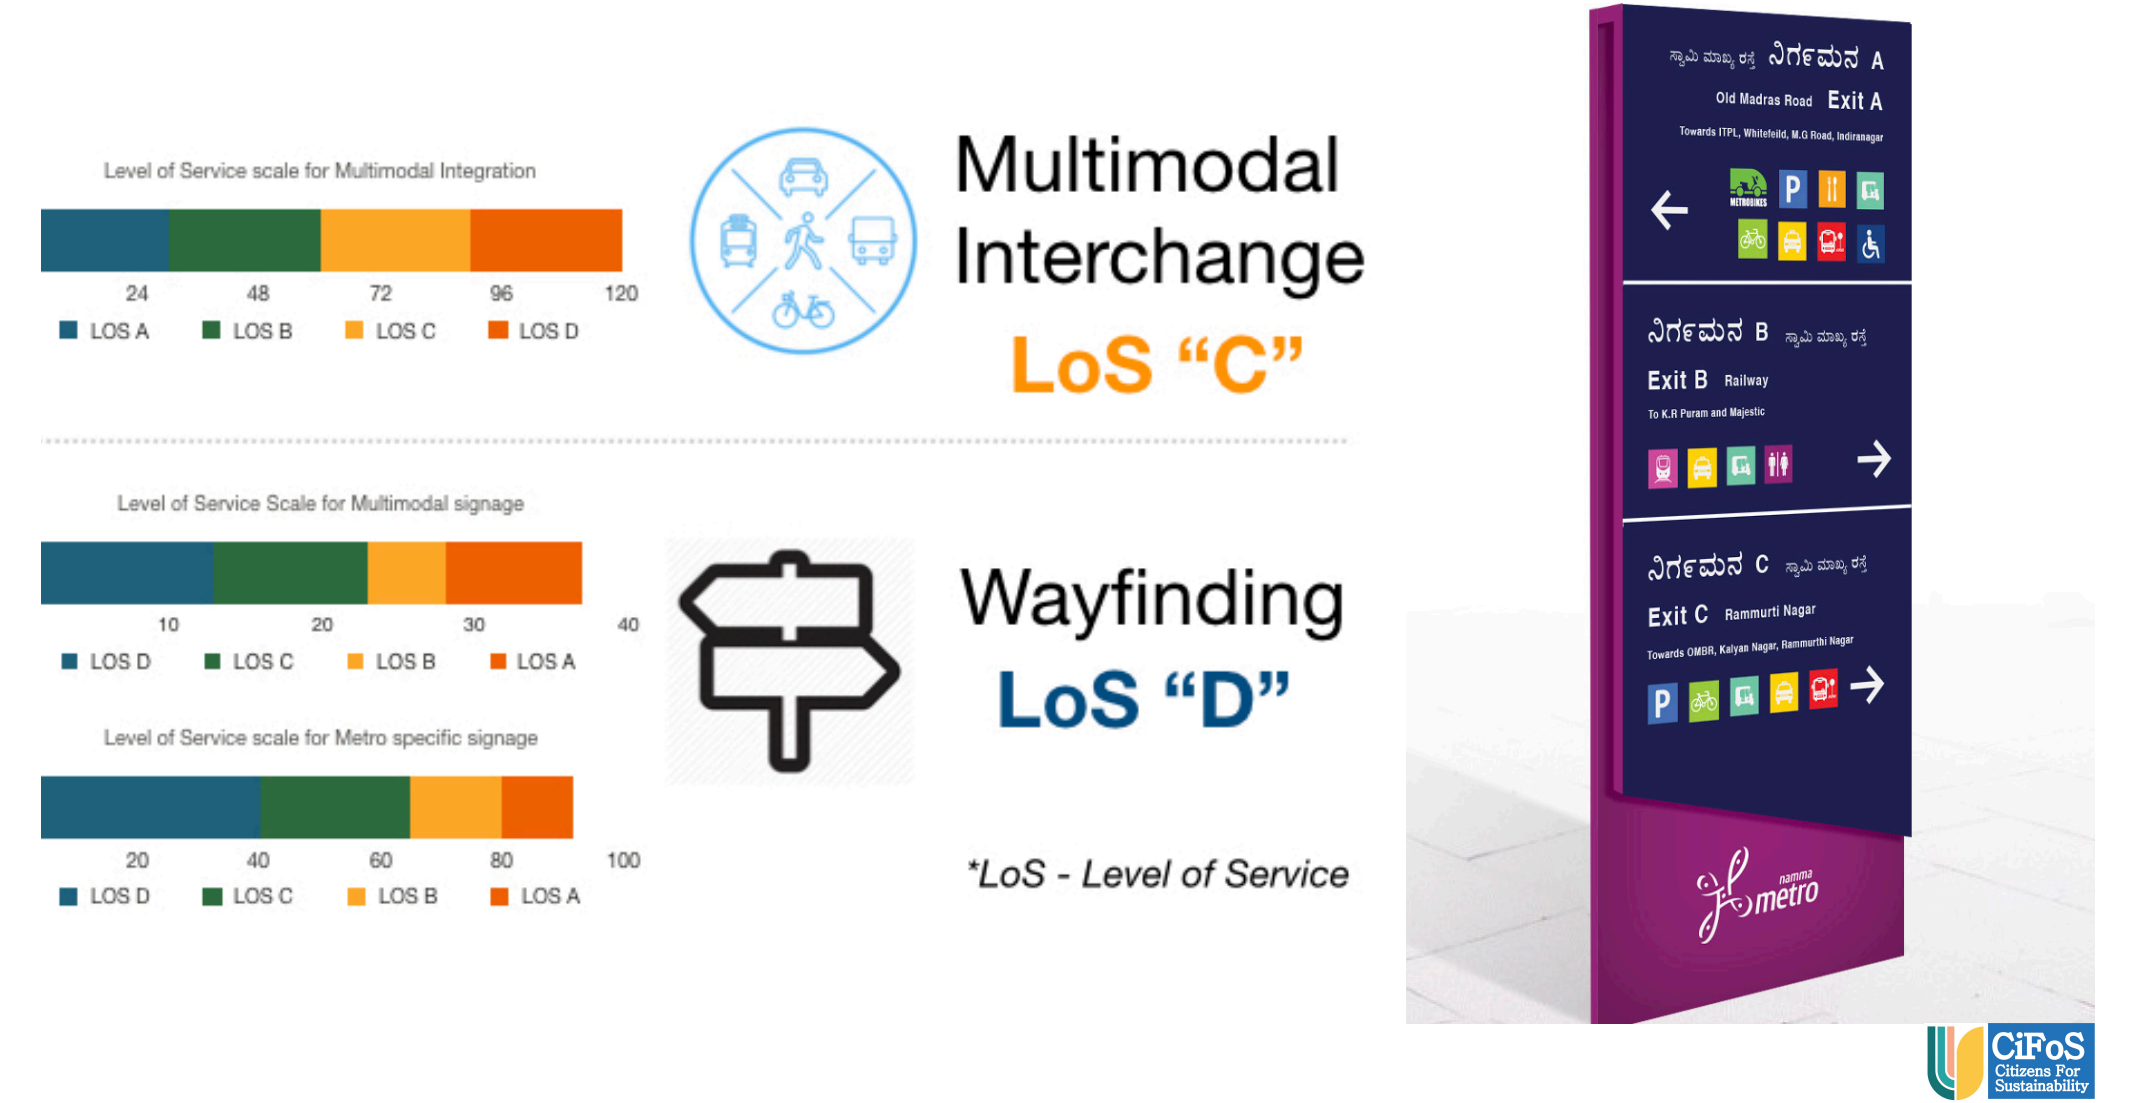 Level of Service scale for Multimodal Integration
24 48 72 96 120
LOS A LOS B LOS C LOS D
Multimodal
Interchange
LoS “C”
Level of Service Scale for Multimodal signage
10 20 30 40
LOS D LOS C LOS B LOS A
Level of Service scale for Metro specific signage
20 40 60 80 100
LOS D LOS C LOS B LOS A
Wayfinding
LoS “D”
*LoS - Level of Service
ಸ್ವಾಮಿ ಮಾಖ್ಯ ರಸ್ತೆ ನಿರ್ಗಮನ A
Old Madras Road Exit A
Towards ITPL, Whitefeild, M.G Road, Indiranagar
METROBIKES
P
ನಿರ್ಗಮನ B ಸ್ವಾಮಿ ಮಾಖ್ಯ ರಸ್ತೆ
Exit B Railway
To K.R Puram and Majestic
ನಿರ್ಗಮನ C ಸ್ವಾಮಿ ಮಾಖ್ಯ ರಸ್ತೆ
Exit C Rammurti Nagar
Towards OMBR, Kalyan Nagar, Rammurthi Nagar
P
namma
metro
CiFoS
Citizens For
Sustainability